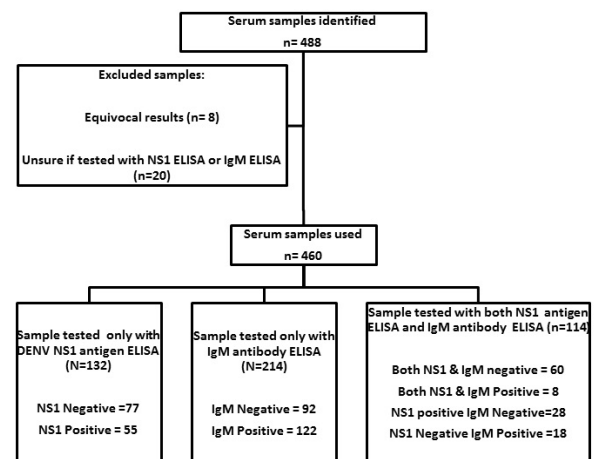 Serum samples identified
n= 488
Excluded samples:
Equivocal results (n= 8)
Unsure if tested with NS1 ELISA or IgM ELISA
(n=20)
Serum samples used
n= 460
Sample tested only with
DENV NS1 antigen ELISA
(N=132)
NS1 Negative =77
NS1 Positive = 55
Sample tested only with
IgM antibody ELISA
(N=214)
IgM Negative = 92
IgM Positive = 122
Sample tested with both NS1 antigen
ELISA and IgM antibody ELISA (n=114)
Both NS1 & IgM negative = 60
Both NS1 & IgM Positive = 8
NS1 positive IgM Negative=28
NS1 Negative IgM Positive =18